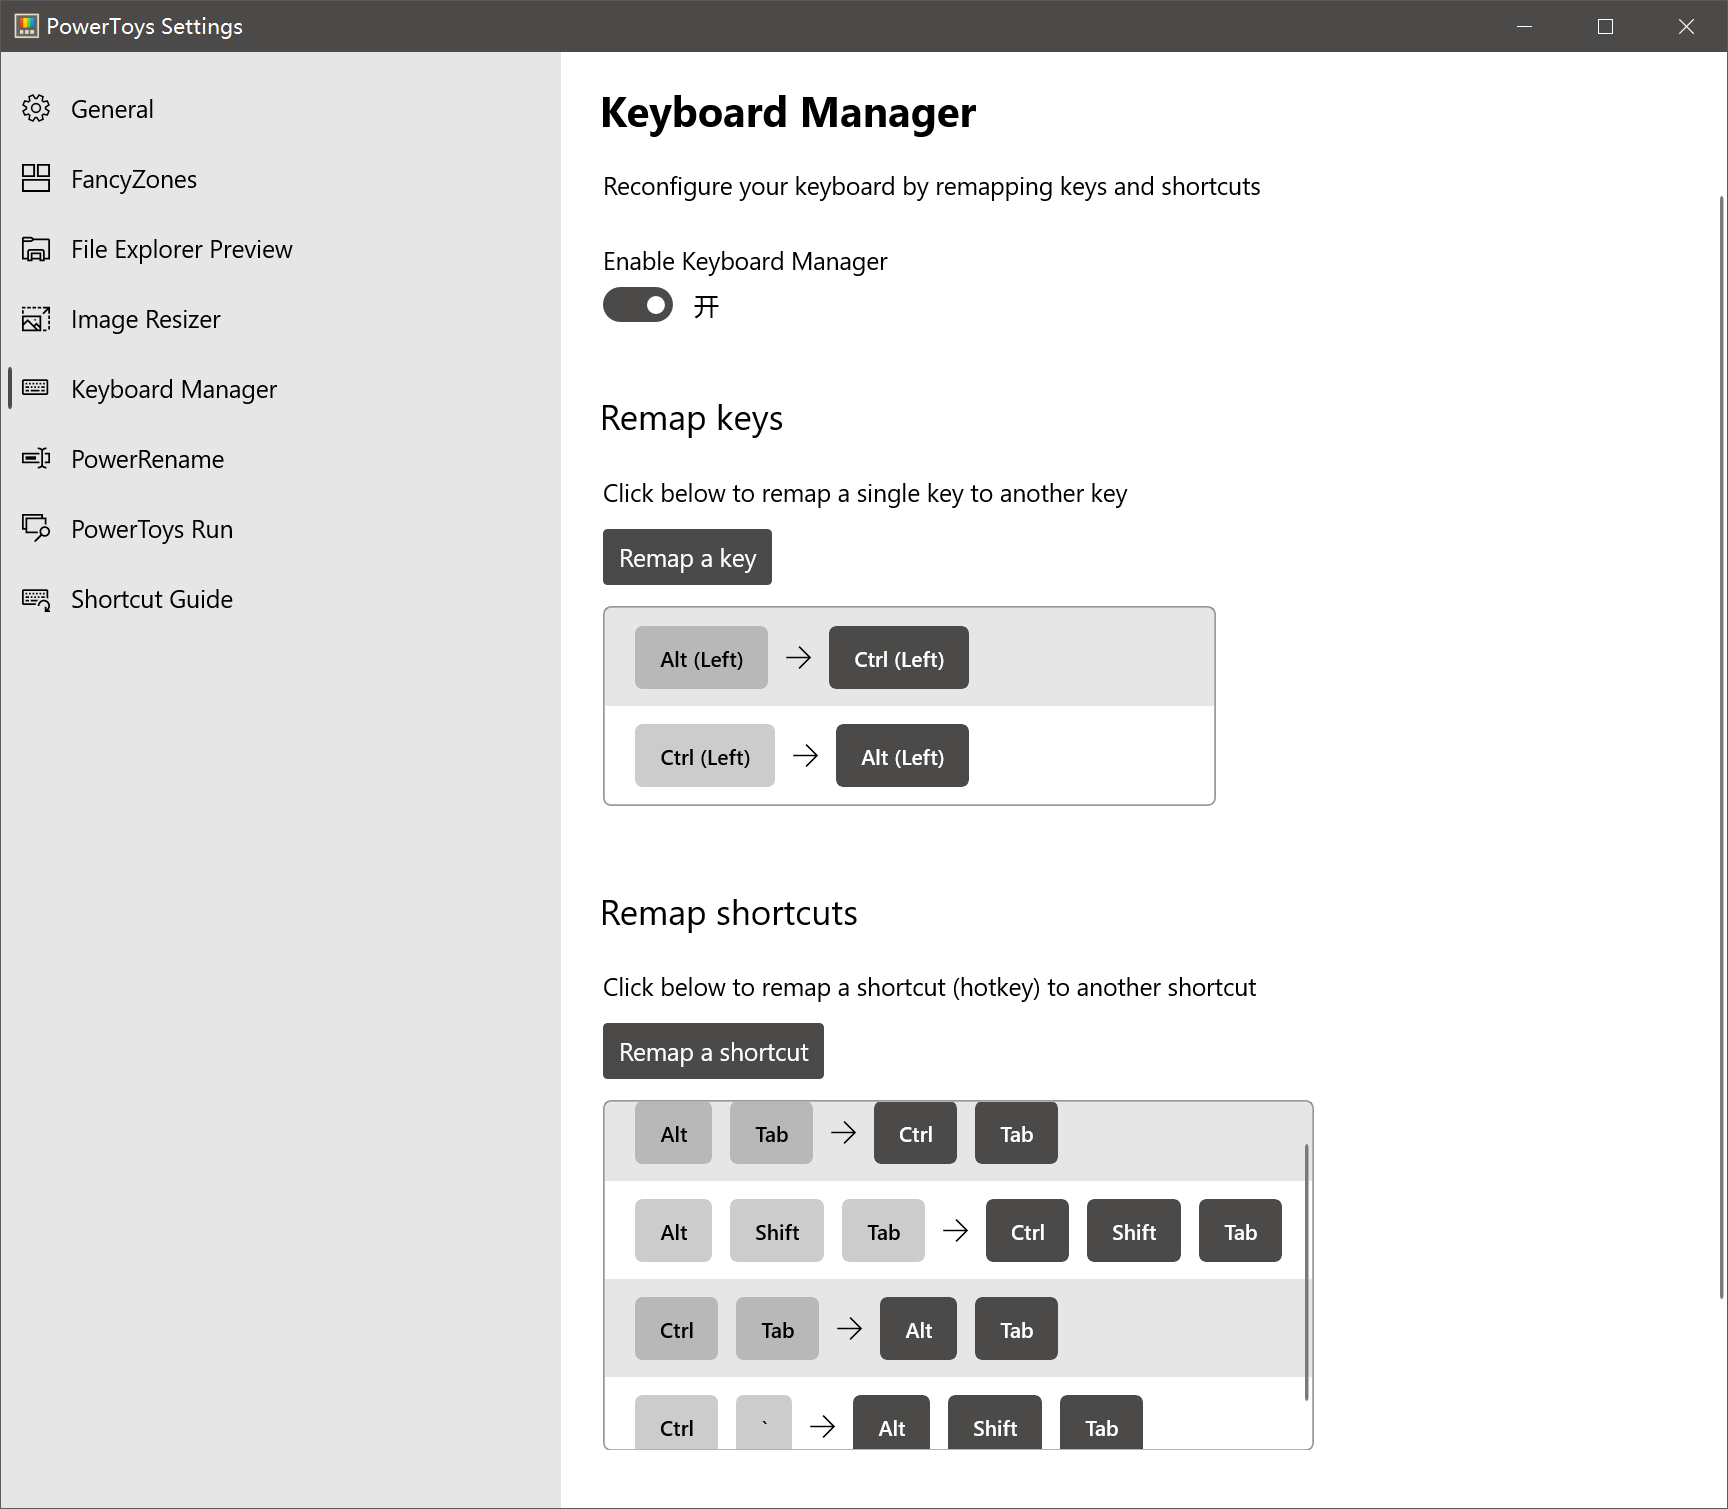 PowerToys Settings
General
FancyZones
File Explorer Preview
Image Resizer
Keyboard Manager
PowerRename
PowerToys Run
Shortcut Guide
Keyboard Manager
Reconfigure your keyboard by remapping keys and shortcuts
Enable Keyboard Manager
开
Remap keys
Click below to remap a single key to another key
Remap a key
Alt (Left) → Ctrl (Left)
Ctrl (Left) → Alt (Left)
Remap shortcuts
Click below to remap a shortcut (hotkey) to another shortcut
Remap a shortcut
Alt Tab → Ctrl Tab
Alt Shift Tab → Ctrl Shift Tab
Ctrl Tab → Alt Tab
Ctrl ` → Alt Shift Tab